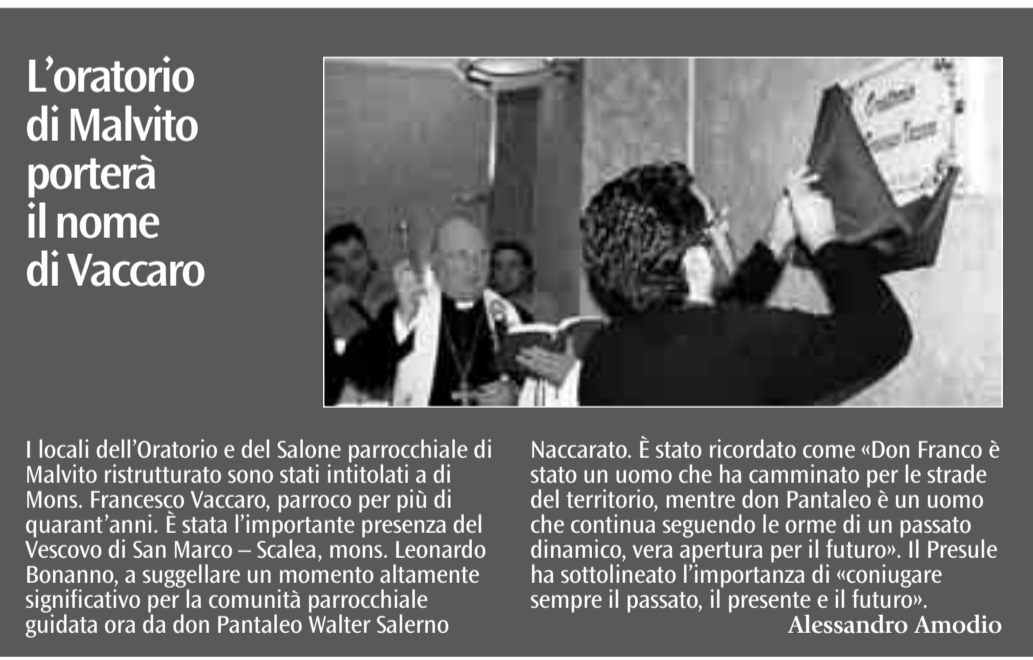 L'oratorio
di Malvito
porterà
il nome
di Vaccaro
Oratorio
I locali dell'Oratorio e del Salone parrocchiale di
Malvito ristrutturato sono stati intitolati a di
Mons. Francesco Vaccaro, parroco per più di
quarant'anni. È stata l'importante presenza del
Vescovo di San Marco – Scalea, mons. Leonardo
Bonanno, a suggellare un momento altamente
significativo per la comunità parrocchiale
guidata ora da don Pantaleo Walter Salerno
Naccarato. È stato ricordato come «Don Franco è
stato un uomo che ha camminato per le strade
del territorio, mentre don Pantaleo è un uomo
che continua seguendo le orme di un passato
dinamico, vera apertura per il futuro». Il Presule
ha sottolineato l'importanza di «coniugare
sempre il passato, il presente e il futuro».
Alessandro Amodio